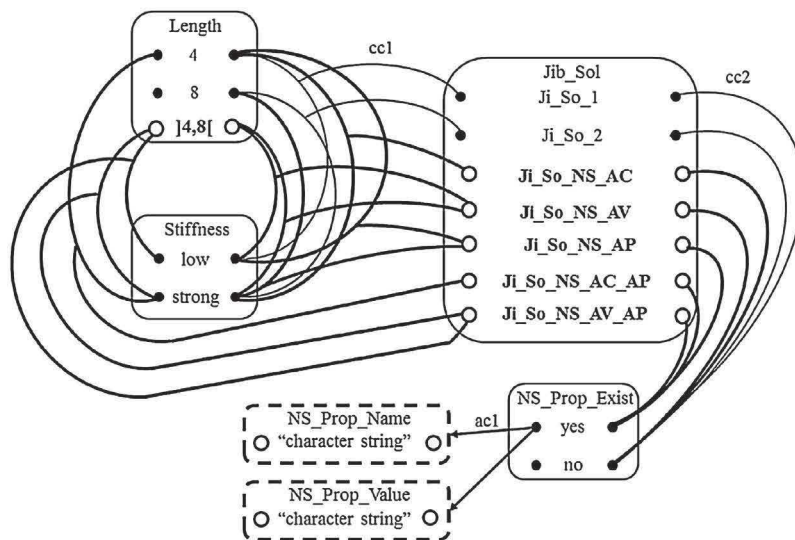 Length
4
8
]4,8[
cc1
Jib_Sol
Ji_So_1
cc2
Ji_So_2
Ji_So_NS_AC
Ji_So_NS_AV
Ji_So_NS_AP
Ji_So_NS_AC_AP
Ji_So_NS_AV_AP
Stiffness
low
strong
NS_Prop_Exist
yes
no
ac1
NS_Prop_Name
“character string”
NS_Prop_Value
“character string”